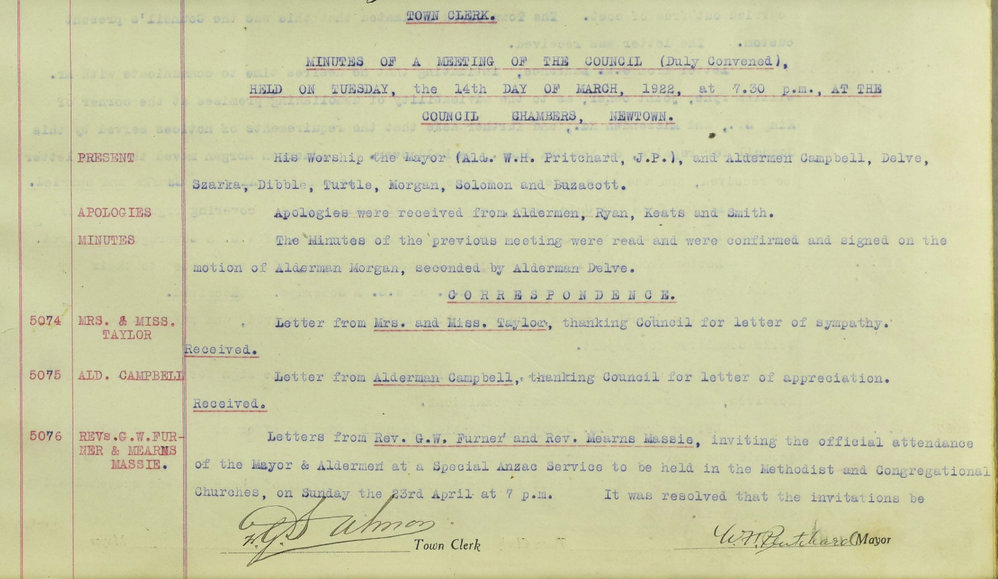 TOWN CLERK.
MINUTES OF A MEETING OF THE COUNCIL (Duly Convened),
HELD ON TUESDAY, the 14th DAY OF MARCH, 1922, at 7.30 p.m., AT THE
COUNCIL CHAMBERS, NEWTOWN.
PRESENT His Worship the Mayor (Ald. W.H. Pritchard, J.P.), and Aldermen Campbell, Delve,
Szarka, Dibble, Turtle, Morgan, Solomon and Buzacott.
APOLOGIES Apologies were received from Aldermen, Ryan, Keats and Smith.
MINUTES The Minutes of the previous meeting were read and were confirmed and signed on the
motion of Alderman Morgan, seconded by Alderman Delve.
C O R R E S P O N D E N C E.
5074 MRS. & MISS. Letter from Mrs. and Miss. Taylor, thanking Council for letter of sympathy.
TAYLOR
Received.
5075 ALD. CAMPBELL Letter from Alderman Campbell, thanking Council for letter of appreciation.
Received.
5076 REVs.G.W.FUR- Letters from Rev. G.W. Furner and Rev. Mearns Massie, inviting the official attendance
NER & MEARNS
MASSIE. of the Mayor & Aldermen at a Special Anzac Service to be held in the Methodist and Congregational
Churches, on Sunday the 23rd April at 7 p.m. It was resolved that the invitations be
Town Clerk W.H. Pritchard Mayor